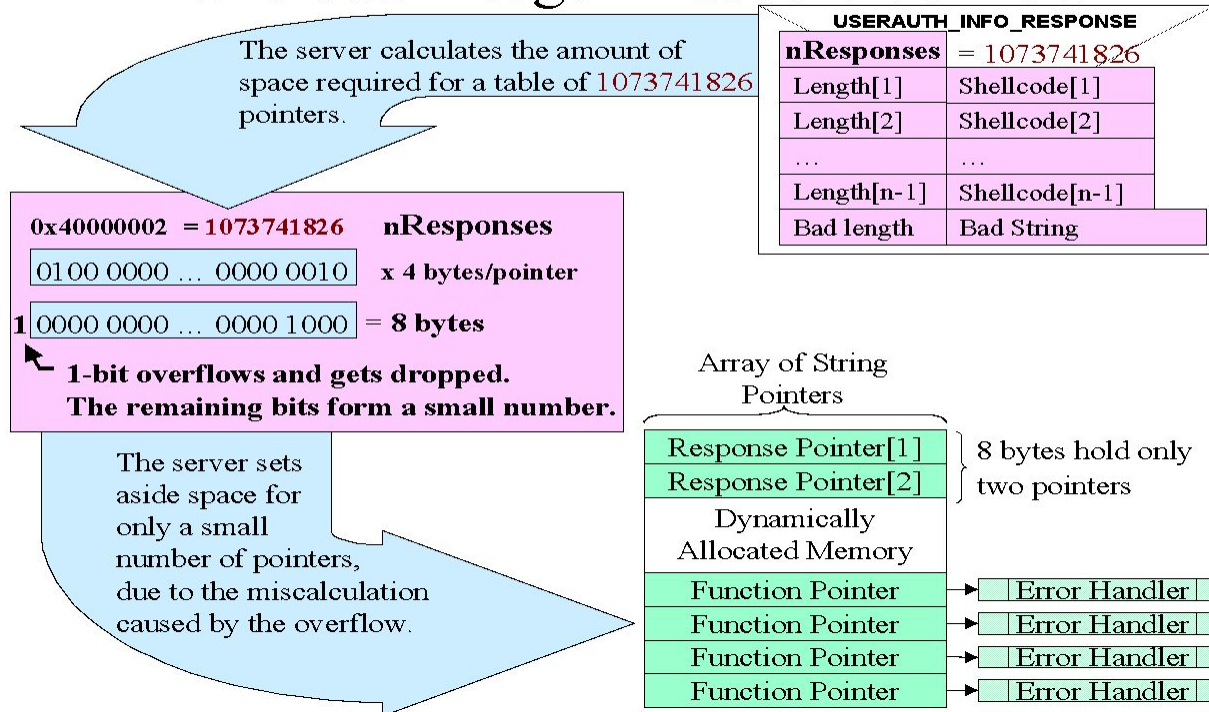 The server calculates the amount of
space required for a table of 1073741826
pointers.
USERAUTH_INFO_RESPONSE
nResponses = 1073741826
Length[1] Shellcode[1]
Length[2] Shellcode[2]
... ...
Length[n-1] Shellcode[n-1]
Bad length Bad String
0x40000002 = 1073741826 nResponses
0100 0000 ... 0000 0010 x 4 bytes/pointer
1 0000 0000 ... 0000 1000 = 8 bytes
1-bit overflows and gets dropped.
The remaining bits form a small number.
The server sets
aside space for
only a small
number of pointers,
due to the miscalculation
caused by the overflow.
Array of String
Pointers
Response Pointer[1]
Response Pointer[2]
8 bytes hold only
two pointers
Dynamically
Allocated Memory
Function Pointer Error Handler
Function Pointer Error Handler
Function Pointer Error Handler
Function Pointer Error Handler